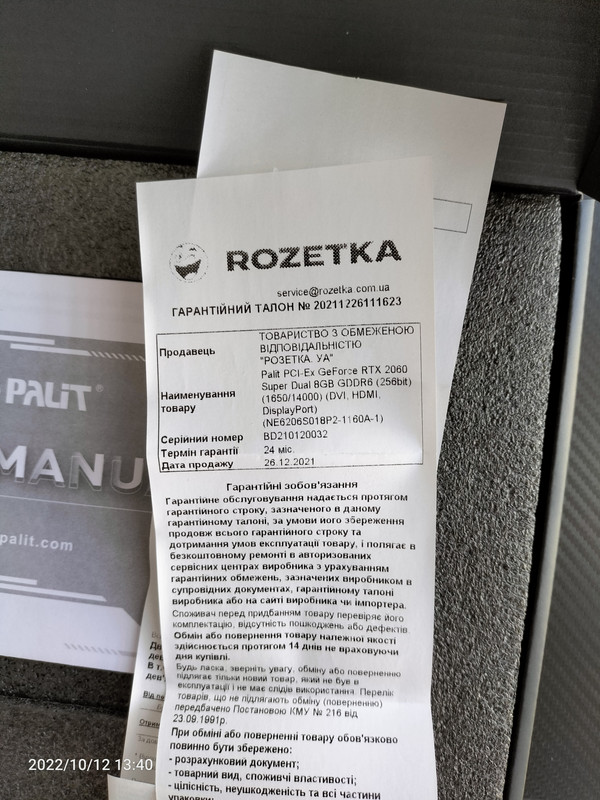 ROZETKA
service@rozetka.com.ua
ГАРАНТІЙНИЙ ТАЛОН № 20211226111623
Продавець
ТОВАРИСТВО З ОБМЕЖЕНОЮ
ВІДПОВІДАЛЬНІСТЮ
"РОЗЕТКА. УА"
Найменування
товару
Palit PCI-Ex GeForce RTX 2060
Super Dual 8GB GDDR6 (256bit)
(1650/14000) (DVI, HDMI,
DisplayPort)
(NE6206S018P2-1160A-1)
Серійний номер BD210120032
Термін гарантії 24 міс.
Дата продажу 26.12.2021
Гарантійні зобов'язання
Гарантійне обслуговування надається протягом
гарантійного строку, зазначеного в даному
гарантійному талоні, за умови його збереження
продовж всього гарантійного строку та
дотримання умов експлуатації товару, і полягає в
безкоштовному ремонті в авторизованих
сервісних центрах виробника з урахуванням
гарантійних обмежень, зазначених виробником в
супровідних документах, гарантійному талоні
виробника або на сайті виробника чи імпортера.
Споживач перед придбанням товару перевіряє його
комплектацію, відсутність пошкоджень або дефектів.
Обмін або повернення товару належної якості
здійснюється протягом 14 днів не враховуючи
дня купівлі.
Будь ласка, зверніть увагу, обміну або поверненню
підлягає тільки новий товар, який не був в
експлуатації і не має слідів використання. Перелік
товарів, що не підлягають обміну (поверненню)
передбачено Постановою КМУ № 216 від
23.09.1991р.
При обміні або поверненні товару обов'язково
повинно бути збережено:
- розрахунковий документ;
- товарний вид, споживчі властивості;
- цілісність, неушкодженість та всі частини
упаковки;
PALIT®
MANU
palit.com
2022/10/12 13:40